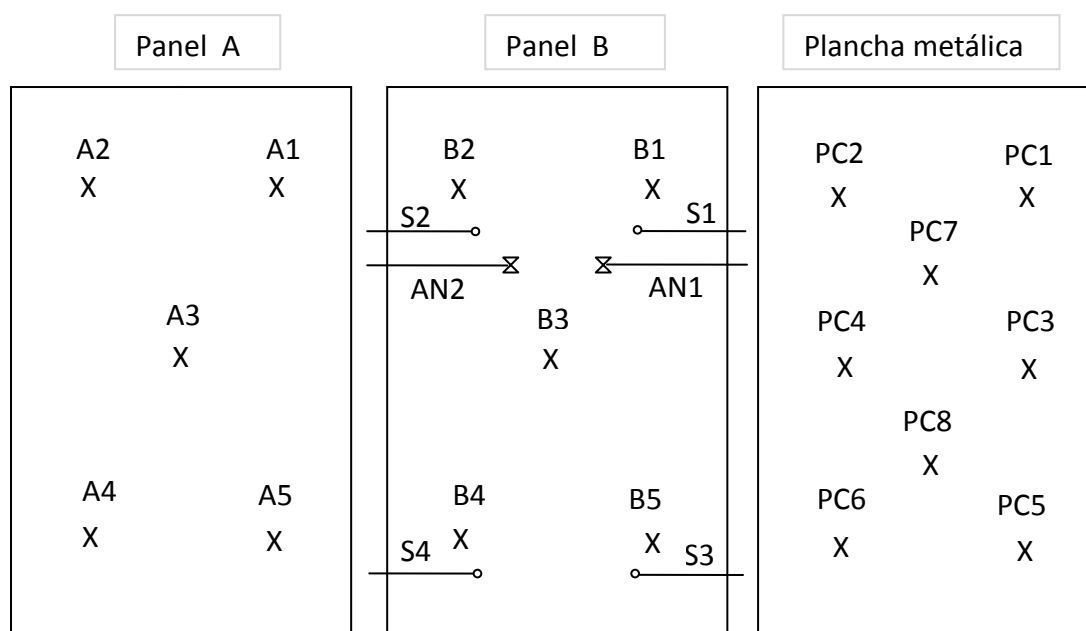 Panel A
Panel B
Plancha metálica
A2
A1
A3
A4
A5
X
X
X
X
X
B2
B1
X
X
S2
S1
AN2
AN1
B3
X
B4
B5
X
X
S4
S3
PC2
PC1
X
X
PC7
X
PC4
PC3
X
X
PC8
X
PC6
PC5
X
X